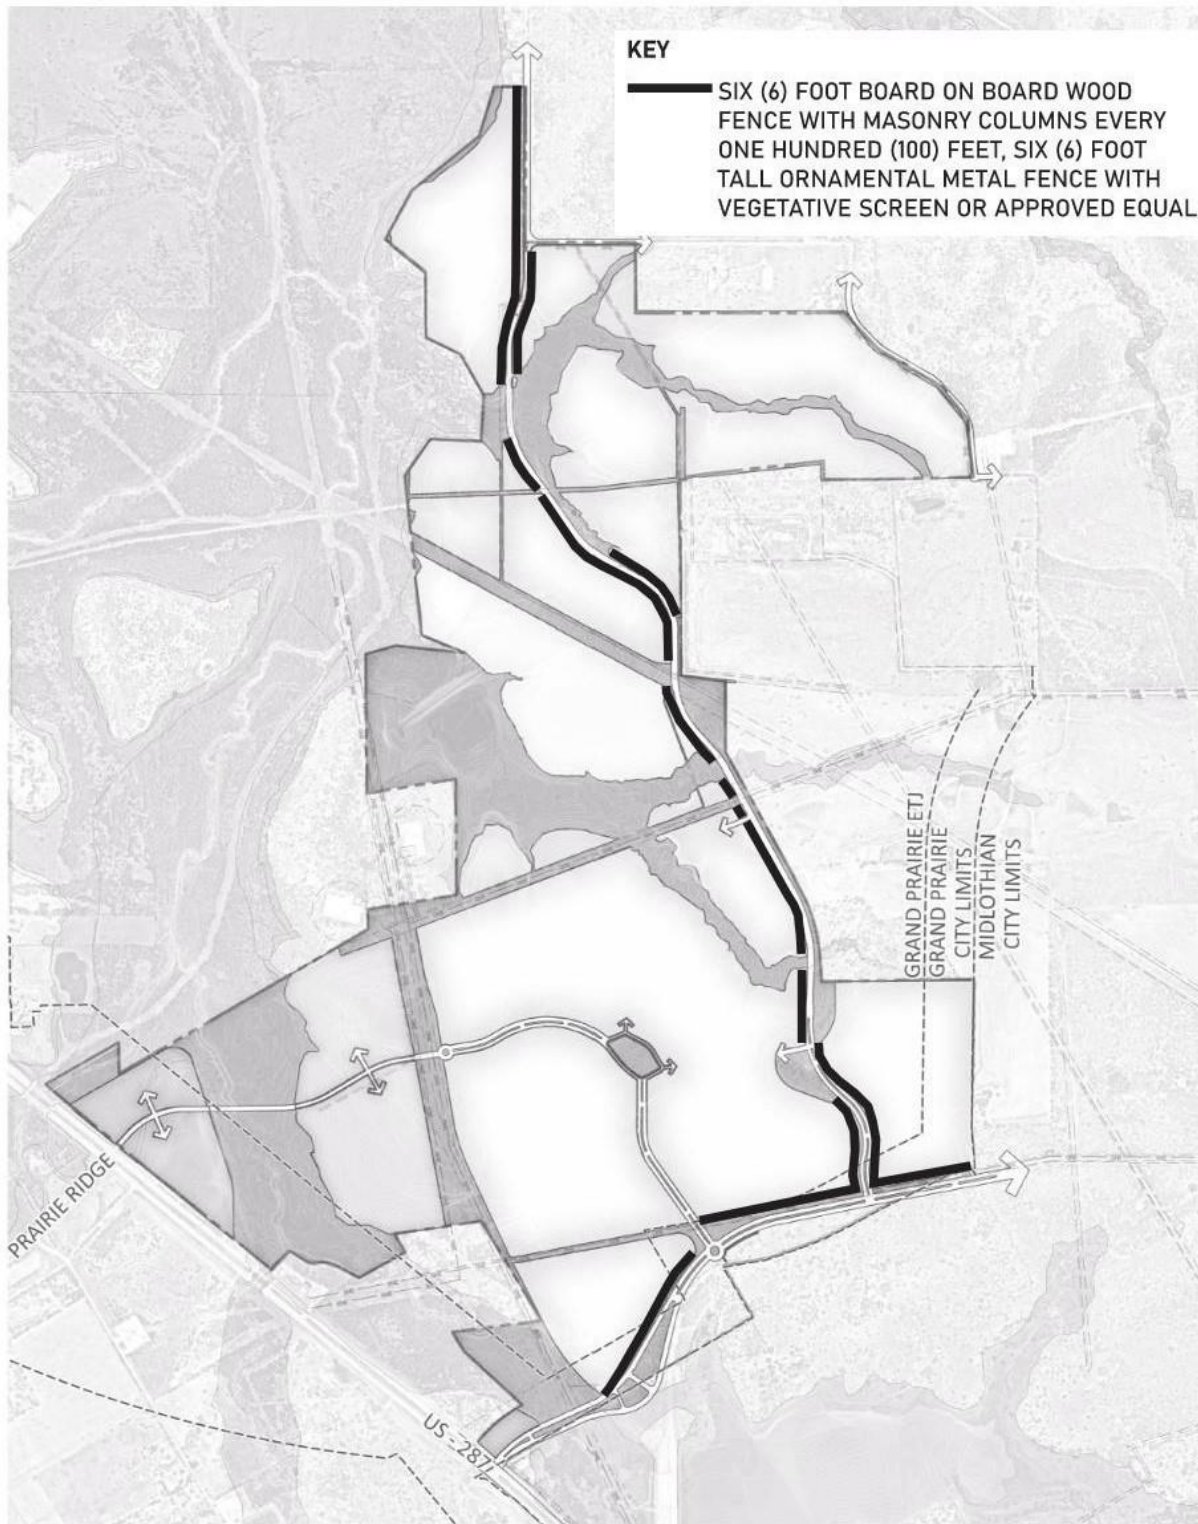 KEY
SIX (6) FOOT BOARD ON BOARD WOOD
FENCE WITH MASONRY COLUMNS EVERY
ONE HUNDRED (100) FEET, SIX (6) FOOT
TALL ORNAMENTAL METAL FENCE WITH
VEGETATIVE SCREEN OR APPROVED EQUAL
GRAND PRAIRIE ETJ
GRAND PRAIRIE
CITY LIMITS
MIDLOTHIAN
CITY LIMITS
PRAIRIE RIDGE
US - 287